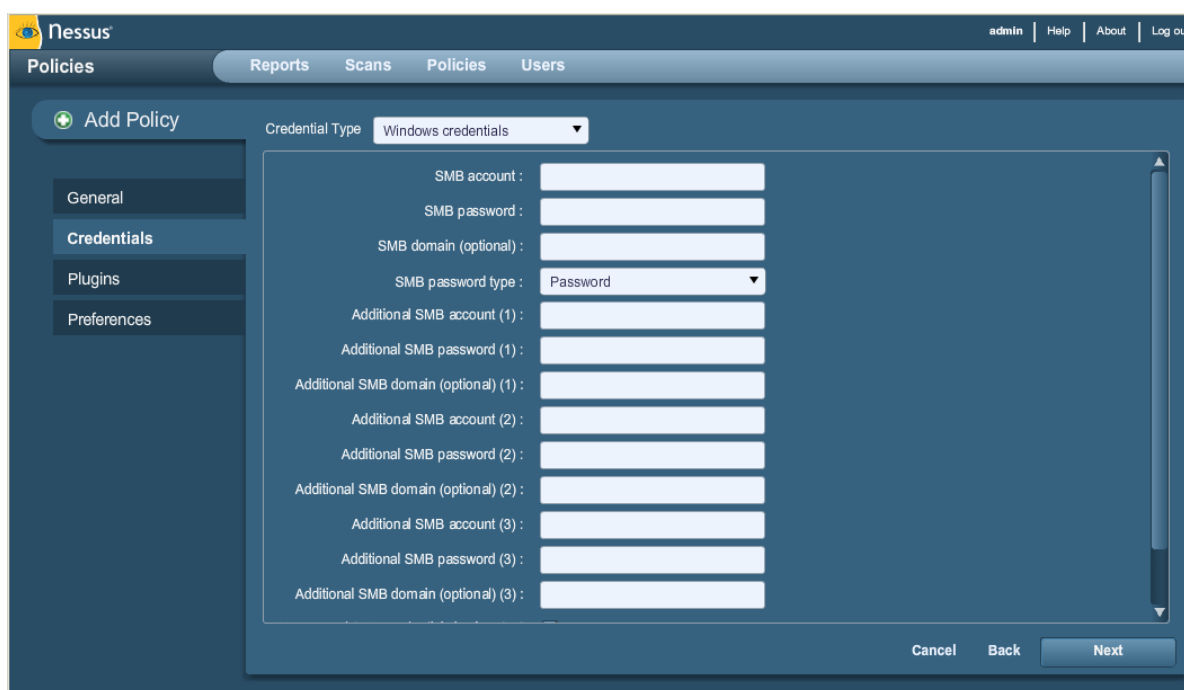 nessus
admin | Help | About | Log ou
Policies
Reports Scans Policies Users
Add Policy
General
Credentials
Plugins
Preferences
Credential Type Windows credentials
SMB account :
SMB password :
SMB domain (optional) :
SMB password type : Password
Additional SMB account (1) :
Additional SMB password (1) :
Additional SMB domain (optional) (1) :
Additional SMB account (2) :
Additional SMB password (2) :
Additional SMB domain (optional) (2) :
Additional SMB account (3) :
Additional SMB password (3) :
Additional SMB domain (optional) (3) :
Cancel Back Next